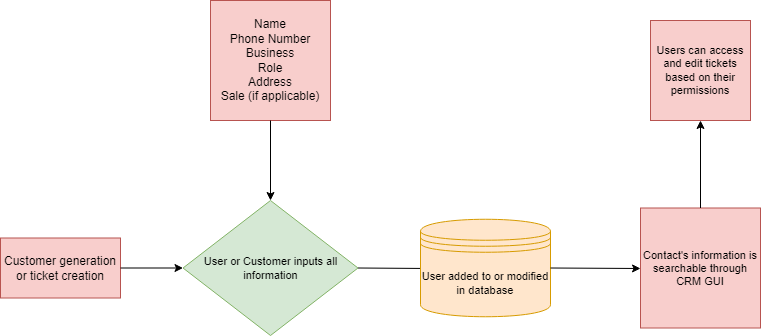 Name
Phone Number
Business
Role
Address
Sale (if applicable)
Users can access
and edit tickets
based on their
permissions
Customer generation
or ticket creation
User or Customer inputs all
information
User added to or modified
in database
Contact's information is
searchable through
CRM GUI